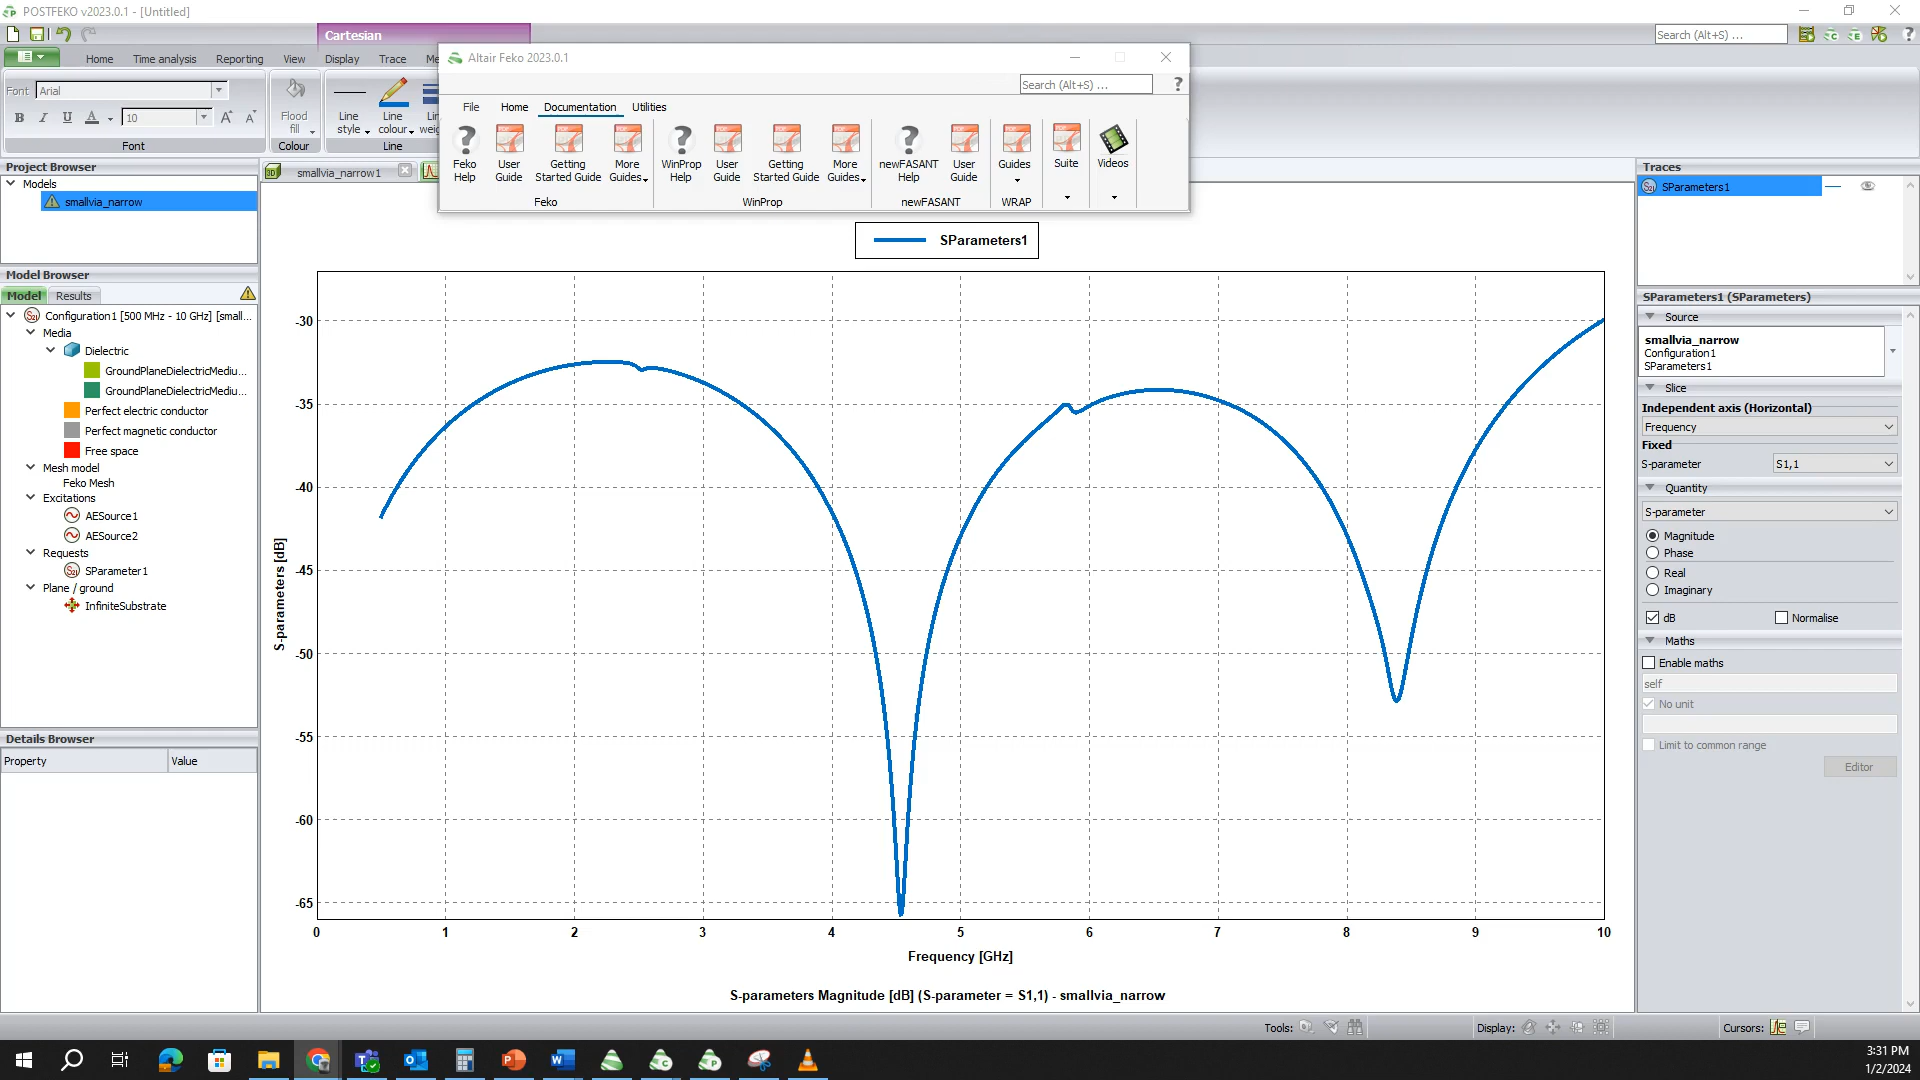 POSTFEKO v2023.0.1 - [Untitled]
Cartesian
Search (Alt+S) ...
Home
Time analysis
Reporting
View
Display
Trace
Me
Font
Arial
10
B I U A
Flood fill
Line style
Line colour
Font
Colour
Line
Altair Feko 2023.0.1
Search (Alt+S) ...
File
Home
Documentation
Utilities
Feko Help
User Guide
Getting Started Guide
More Guides
WinProp Help
User Guide
Getting Started Guide
More Guides
newFASANT Help
User Guide
Guides
Suite
Videos
Feko
WinProp
newFASANT
WRAP
Project Browser
Models
smallvia_narrow
Model Browser
Model
Results
Configuration1 [500 MHz - 10 GHz] [small...
Media
Dielectric
GroundPlaneDielectricMediu...
GroundPlaneDielectricMediu...
Perfect electric conductor
Perfect magnetic conductor
Free space
Mesh model
Feko Mesh
Excitations
AESource1
AESource2
Requests
SParameter1
Plane / ground
InfiniteSubstrate
Details Browser
Property
Value
smallvia_narrow1
SParameters1
S-parameters [dB]
-30
-35
-40
-45
-50
-55
-60
-65
0 1 2 3 4 5 6 7 8 9 10
Frequency [GHz]
S-parameters Magnitude [dB] (S-parameter = S1,1) - smallvia_narrow
Traces
SParameters1
SParameters1 (SParameters)
Source
smallvia_narrow
Configuration1
SParameters1
Slice
Independent axis (Horizontal)
Frequency
Fixed
S-parameter
S1,1
Quantity
S-parameter
Magnitude
Phase
Real
Imaginary
dB
Normalise
Maths
Enable maths
self
No unit
Limit to common range
Editor
Tools:
Display:
Cursors:
3:31 PM
1/2/2024